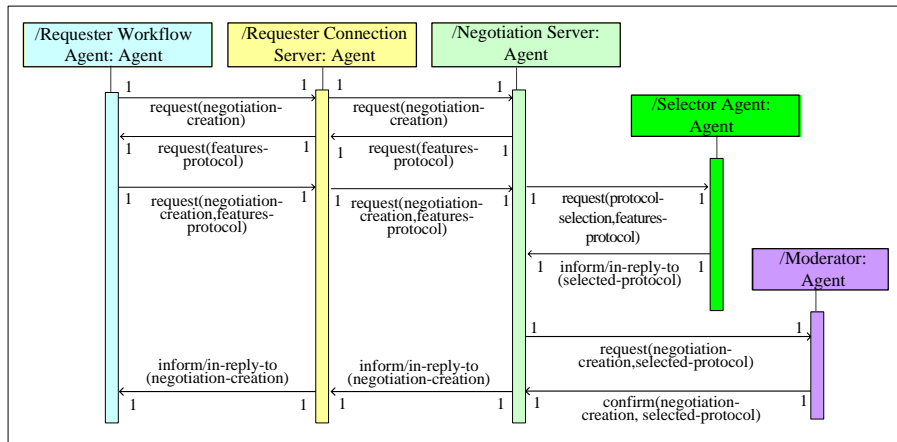 /Requester Workflow
Agent: Agent
/Requester Connection
Server: Agent
/Negotiation Server:
Agent
/Selector Agent:
Agent
/Moderator:
Agent
1 1 1 1
request(negotiation-
creation)
request(negotiation-
creation)
1 1 1 1
request(features-
protocol)
request(features-
protocol)
1 1 1 1 1 1
request(negotiation-
creation,features-
protocol)
request(negotiation-
creation,features-
protocol)
request(protocol-
selection,features-
protocol)
1 1
inform/in-reply-to
(selected-protocol)
1 1
request(negotiation-
creation,selected-protocol)
inform/in-reply-to
(negotiation-creation)
inform/in-reply-to
(negotiation-creation)
1 1 1 1 1 1
confirm(negotiation-
creation, selected-protocol)